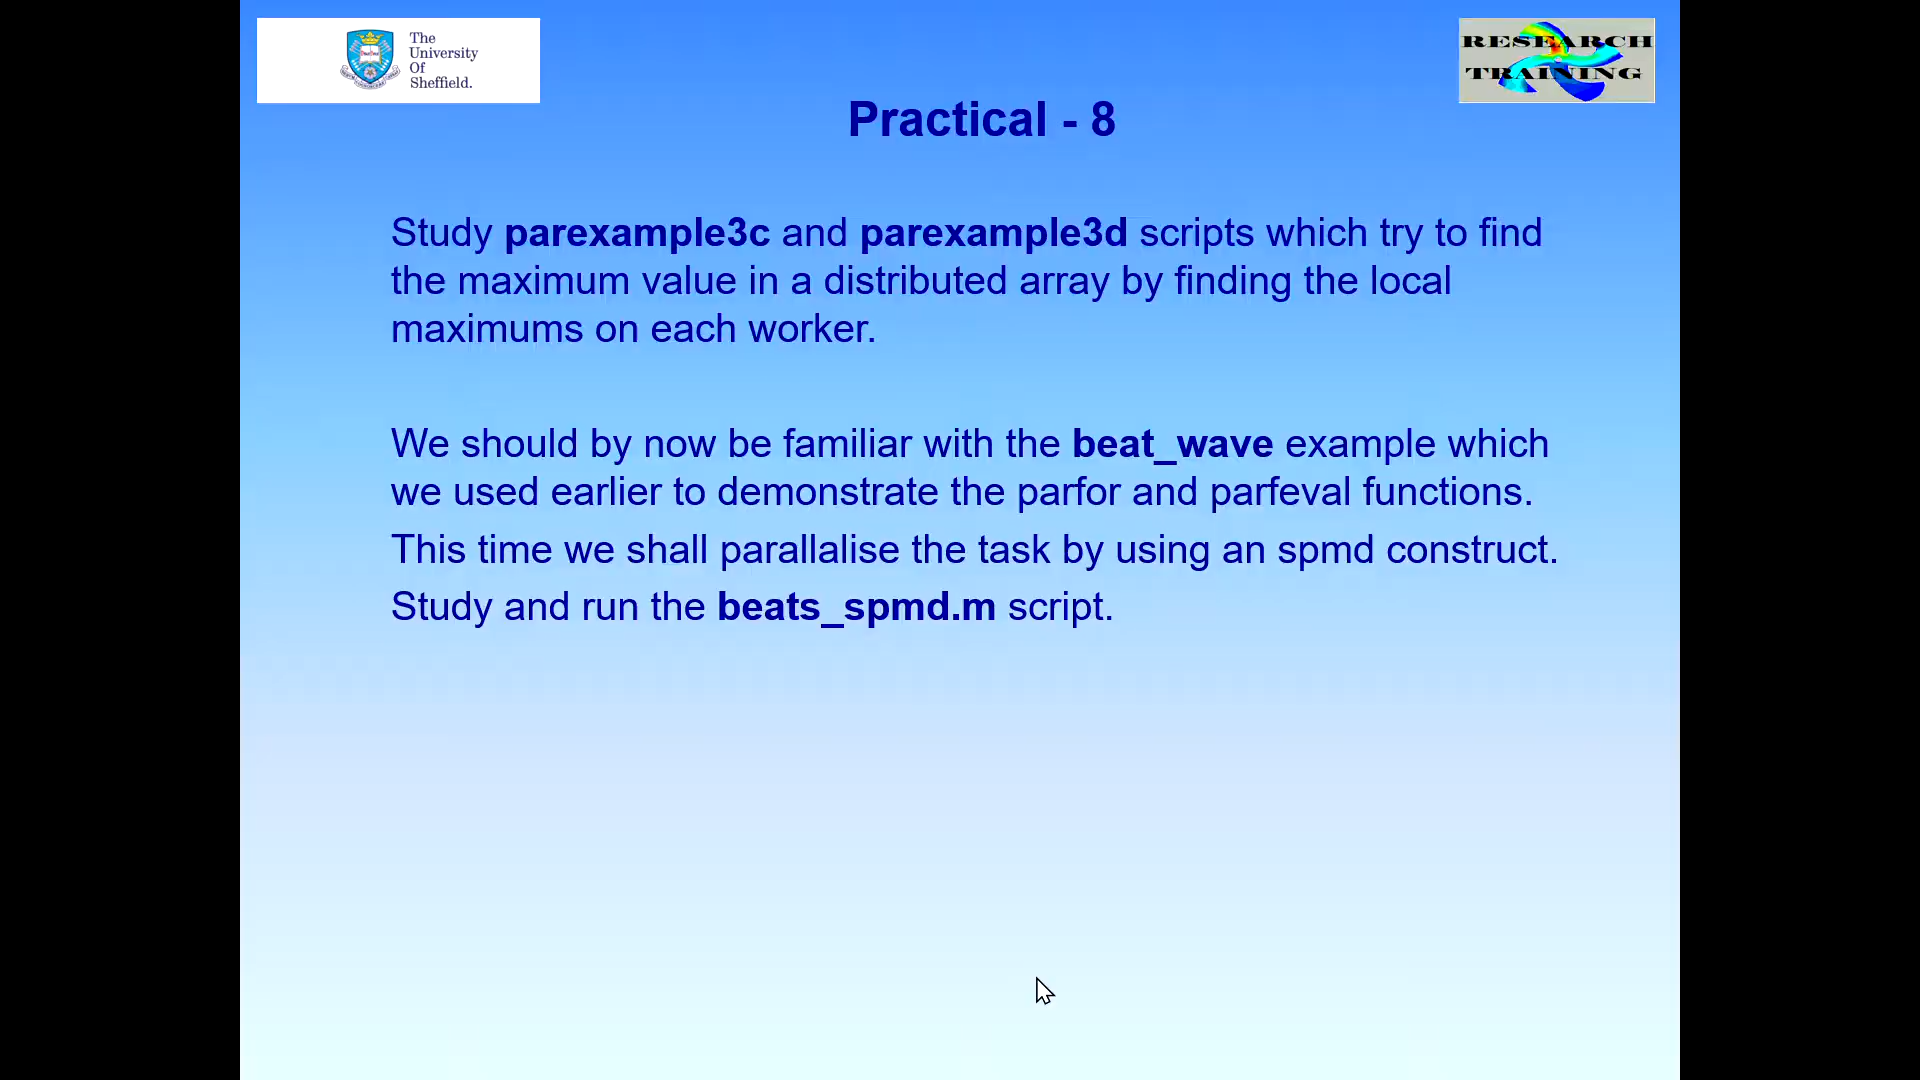 The
University
Of
Sheffield.
RESEARCH
TRAINING
Practical - 8
Study parexample3c and parexample3d scripts which try to find
the maximum value in a distributed array by finding the local
maximums on each worker.
We should by now be familiar with the beat_wave example which
we used earlier to demonstrate the parfor and parfeval functions.
This time we shall parallalise the task by using an spmd construct.
Study and run the beats_spmd.m script.